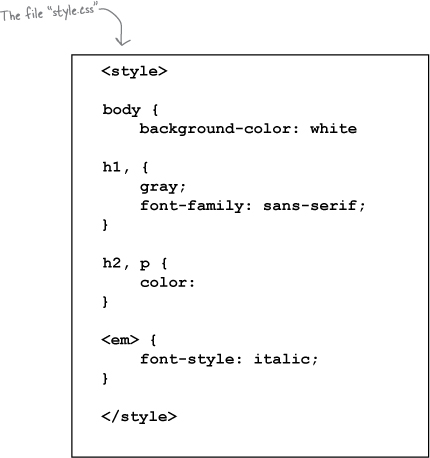 The file "style.css"
<style>
body {
    background-color: white
h1, {
    gray;
    font-family: sans-serif;
}
h2, p {
    color:
}
<em> {
    font-style: italic;
}
</style>